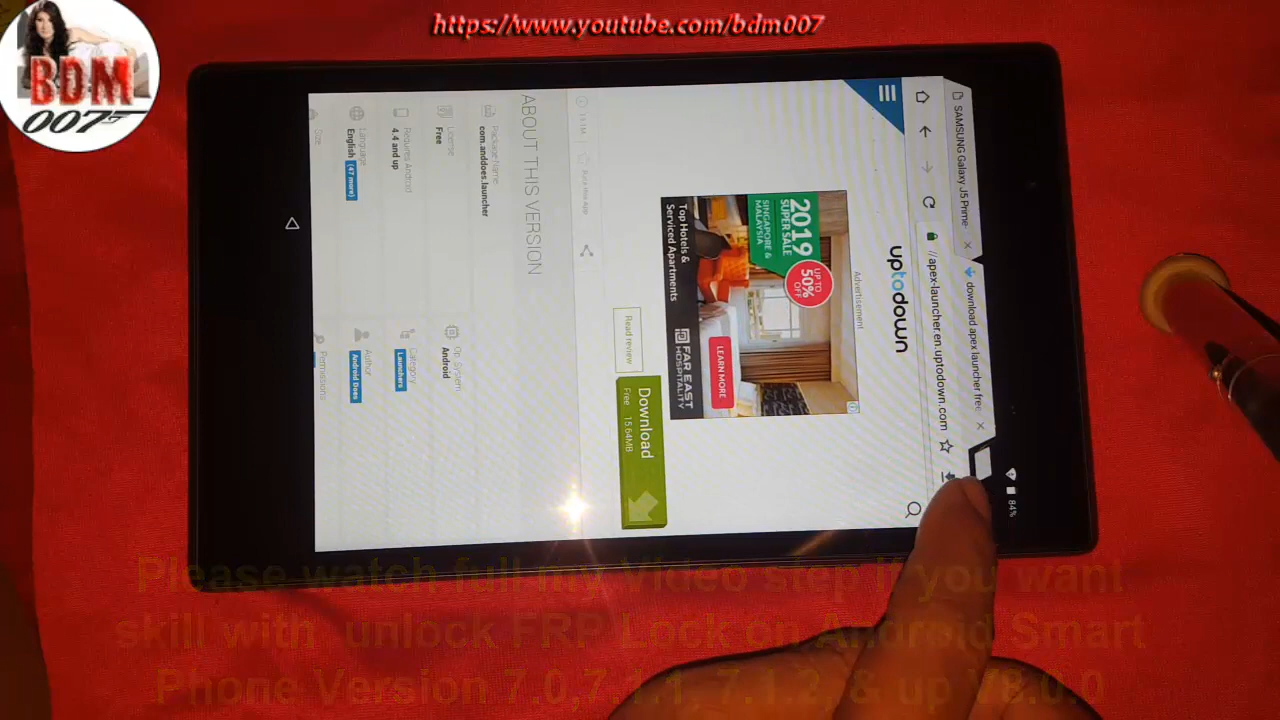 https://www.youtube.com/bdm007
BDM
007
84%
SAMSUNG Galaxy J5 Prime
download apex launcher free
//apex-launcher.en.uptodown.com
uptodown
Advertisement
2019
SUPER SALE
SINGAPORE &
MALAYSIA
UP TO
50%
OFF
Top Hotels &
Serviced Apartments
LEARN MORE
FAR EAST
HOSPITALITY
Read review
Download
Free 15.64MB
ABOUT THIS VERSION
Package Name
com.anddoes.launcher
Op. System
Android
License
Free
Category
Launchers
Requires Android
4.4 and up
Author
Android Does
Language
English (47 more)
Permissions
Size
Please watch full my Video step if you want
skill with unlock FRP Lock on Android Smart
Phone Version 7.0,7.1.1, 7.1.2, & up V8.0.0